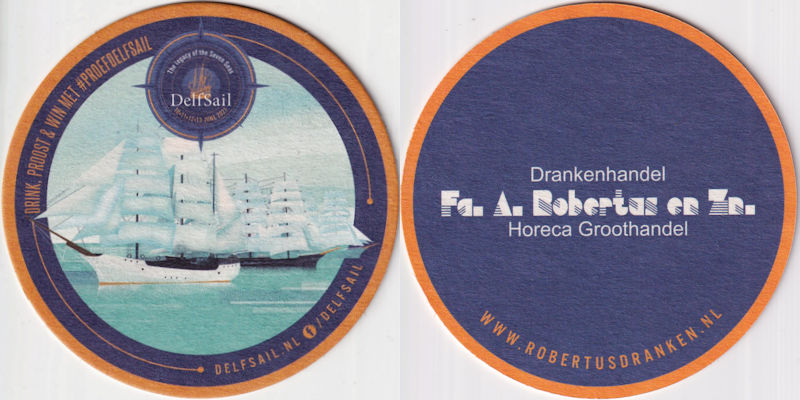 DRINK, PROOST & WIN MET #PROEFDELFSAIL
The Legacy of the Seven Seas
DelfSail
DELFSAIL.NL f/DELFSAIL
Drankenhandel
Fa. A. Robertus en Zn.
Horeca Groothandel
WWW.ROBERTUSDRANKEN.NL